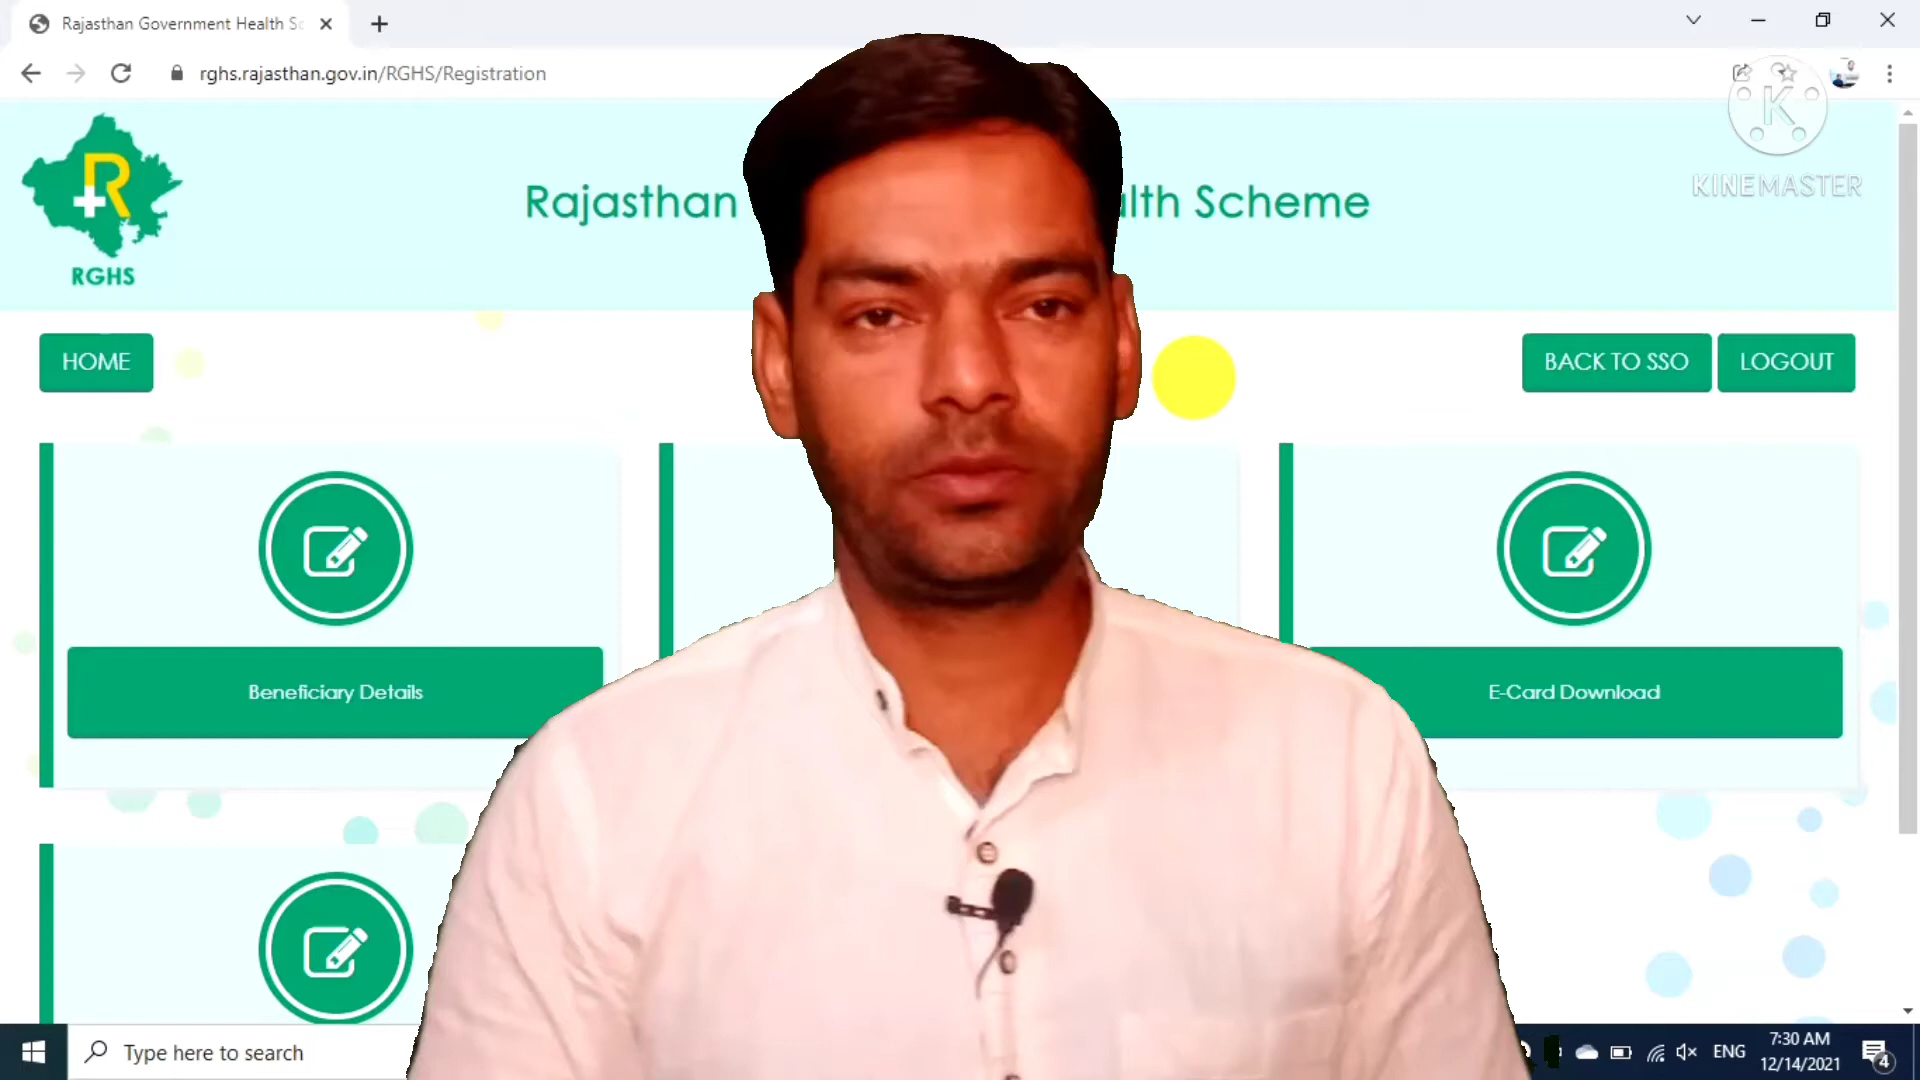 Rajasthan Government Health Sc
rghs.rajasthan.gov.in/RGHS/Registration
K
KINEMASTER
R
RGHS
Rajasthan
lth Scheme
HOME
BACK TO SSO
LOGOUT
Beneficiary Details
E-Card Download
Type here to search
ENG
7:30 AM
12/14/2021
4